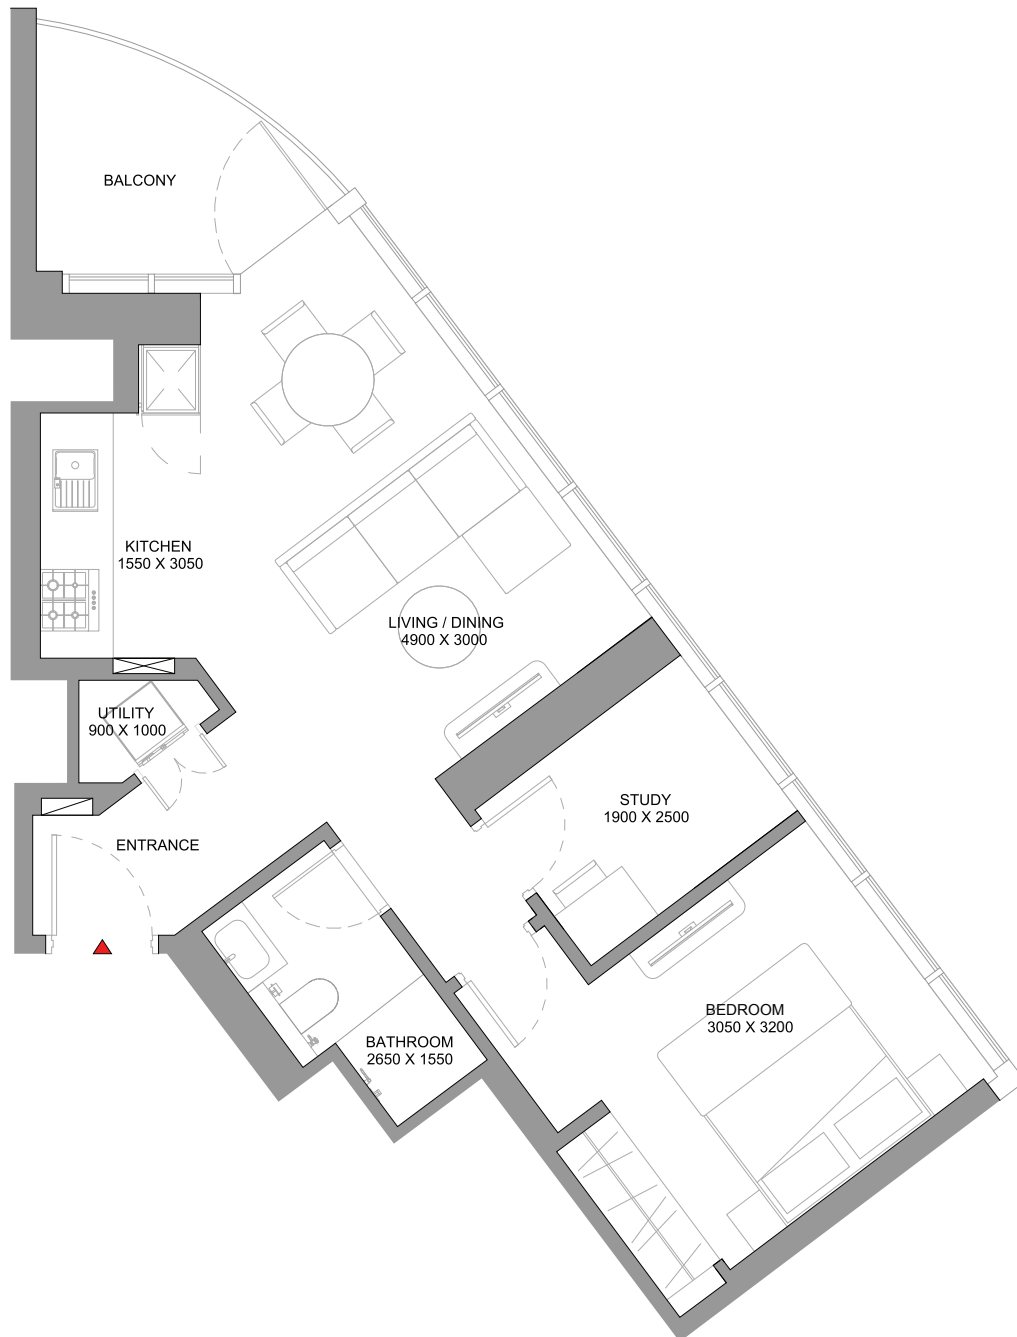 BALCONY
KITCHEN
1550 X 3050
LIVING / DINING
4900 X 3000
UTILITY
900 X 1000
STUDY
1900 X 2500
ENTRANCE
BEDROOM
3050 X 3200
BATHROOM
2650 X 1550